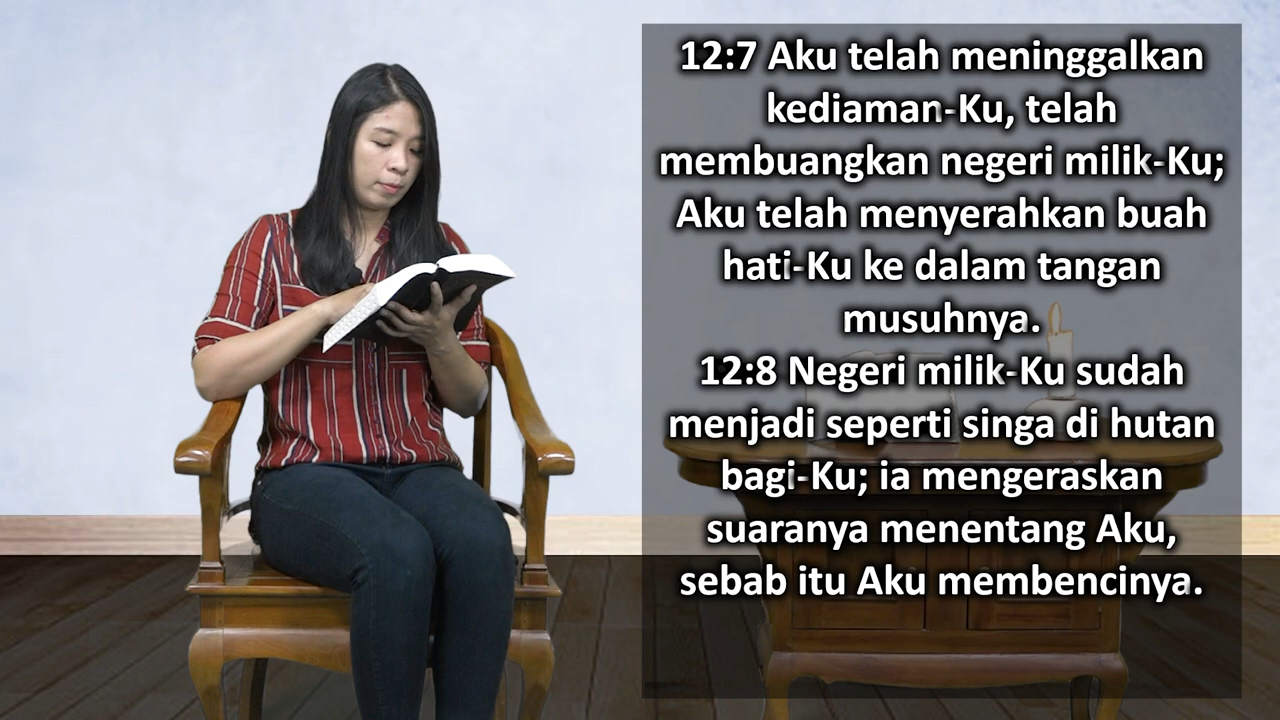 12:7 Aku telah meninggalkan
kediaman-Ku, telah
membuangkan negeri milik-Ku;
Aku telah menyerahkan buah
hati-Ku ke dalam tangan
musuhnya.
12:8 Negeri milik-Ku sudah
menjadi seperti singa di hutan
bagi-Ku; ia mengeraskan
suaranya menentang Aku,
sebab itu Aku membencinya.